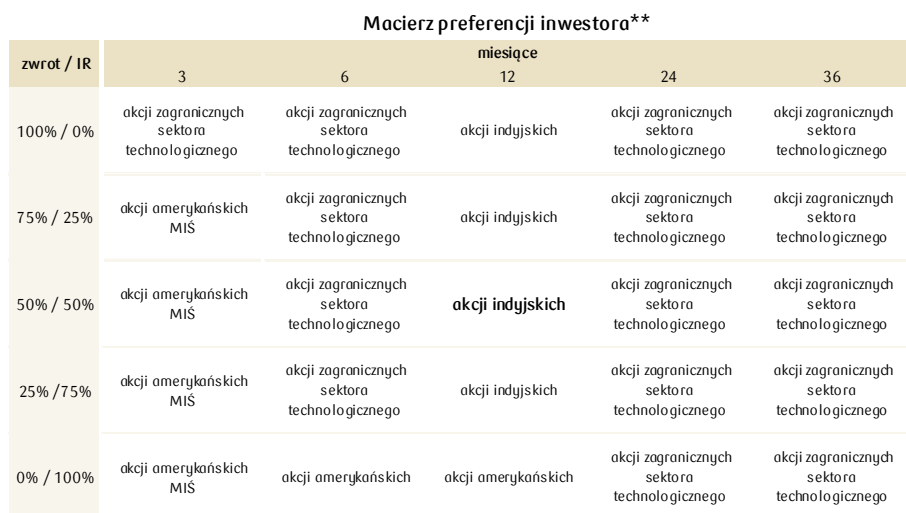 Macierz preferencji inwestora**
zwrot / IR
miesiące
3 6 12 24 36
100% / 0%
akcji zagranicznych
sektora
technologicznego
akcji zagranicznych
sektora
technologicznego
akcji indyjskich
akcji zagranicznych
sektora
technologicznego
akcji zagranicznych
sektora
technologicznego
75% / 25%
akcji amerykańskich
MIŚ
akcji zagranicznych
sektora
technologicznego
akcji indyjskich
akcji zagranicznych
sektora
technologicznego
akcji zagranicznych
sektora
technologicznego
50% / 50%
akcji amerykańskich
MIŚ
akcji zagranicznych
sektora
technologicznego
akcji indyjskich
akcji zagranicznych
sektora
technologicznego
akcji zagranicznych
sektora
technologicznego
25% /75%
akcji amerykańskich
MIŚ
akcji zagranicznych
sektora
technologicznego
akcji indyjskich
akcji zagranicznych
sektora
technologicznego
akcji zagranicznych
sektora
technologicznego
0% / 100%
akcji amerykańskich
MIŚ
akcji amerykańskich
akcji amerykańskich
akcji zagranicznych
sektora
technologicznego
akcji zagranicznych
sektora
technologicznego